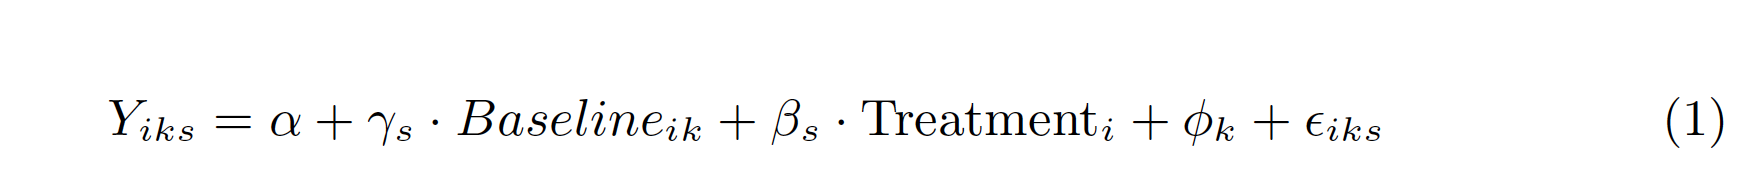 Y_{iks} = α + γ_s · Baseline_{ik} + β_s · Treatment_i + ϕ_k + ϵ_{iks} (1)